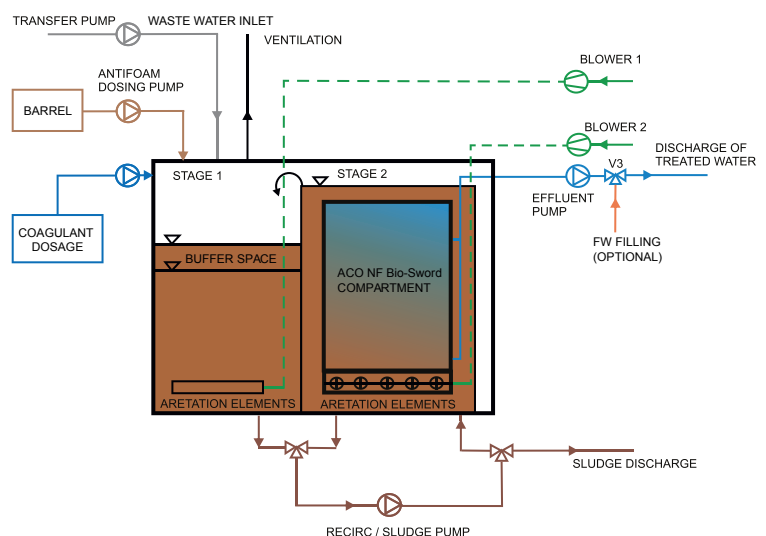 TRANSFER PUMP
WASTE WATER INLET
VENTILATION
BLOWER 1
ANTIFOAM
DOSING PUMP
BARREL
BLOWER 2
DISCHARGE OF
TREATED WATER
V3
STAGE 1
STAGE 2
EFFLUENT
PUMP
COAGULANT
DOSAGE
FW FILLING
(OPTIONAL)
BUFFER SPACE
ACO NF Bio-Sword
COMPARTMENT
ARETATION ELEMENTS
ARETATION ELEMENTS
SLUDGE DISCHARGE
RECIRC / SLUDGE PUMP